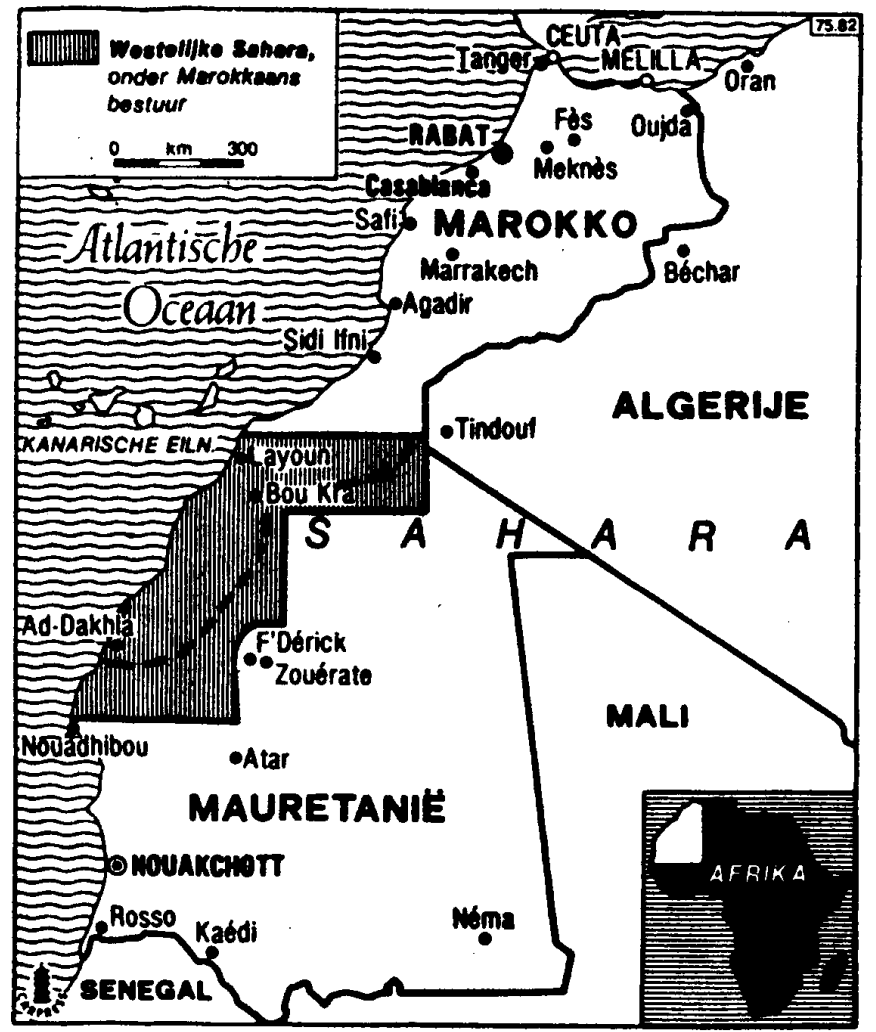 75.82
Westelijke Sahara,
onder Marokkaans
bestuur
0 km 300
CEUTA
Tanger
MELILLA
Oran
Fès
Oujda
RABAT
Meknès
Casablanca
Safi
MAROKKO
Atlantische
Oceaan
Marrakech
Béchar
Agadir
Sidi Ifni
ALGERIJE
KANARISCHE EILN.
Tindouf
Layoun
Bou Kra
SAHARA
Ad-Dakhla
F'Dérick
Zouérate
MALI
Nouadhibou
Atar
MAURETANIË
NOUAKCHOTT
AFRIKA
Rosso
Kaédi
Néma
SENEGAL